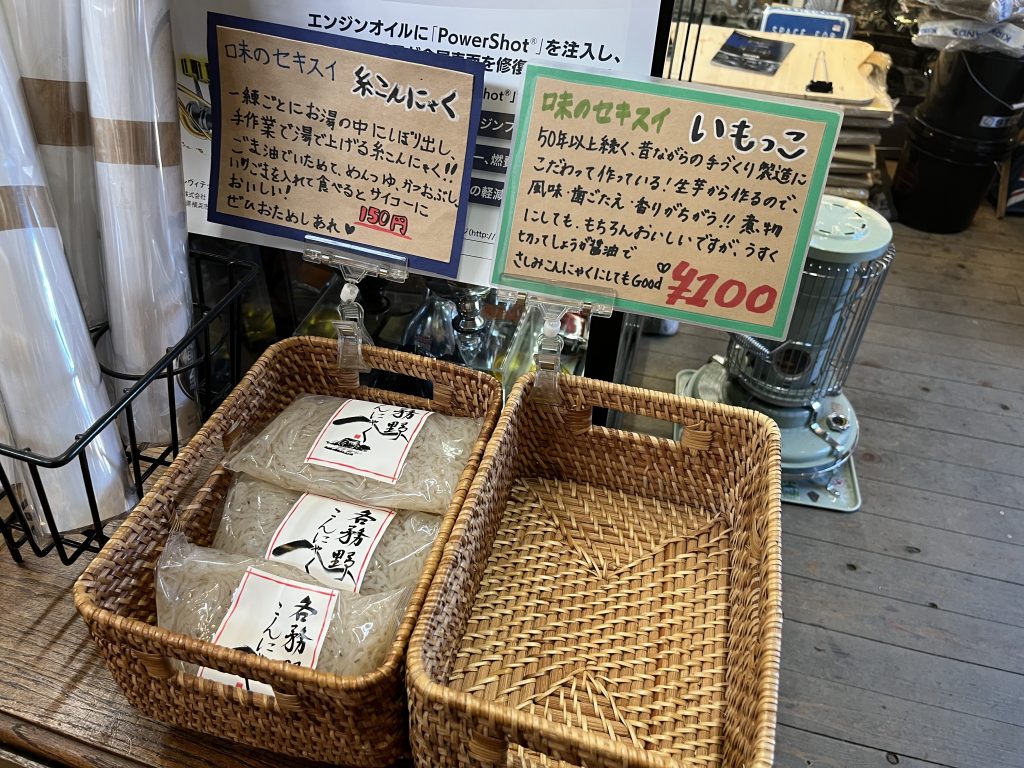 エンジンオイルに「PowerShot®」を注入し、
味のセキスイ
糸こんにゃく
一練ごとにお湯の中にしぼり出し、
手作業で湯で上げる糸こんにゃく!!
ごま油でいためて、めんつゆ、かつおぶし、
いりごまを入れて食べるとサイコーに
おいしい!
ぜひおためしあれ♥
150円
味のセキスイ
いもっこ
50年以上続く、昔ながらの手づくり製造に
こだわって作っている!生芋から作るので、
風味・歯ごたえ・香りがちがう!!煮物
にしても、もちろんおいしいですが、うすく
切ってしょうが醤油で
さしみこんにゃくにしてもGood♡
¥100
各務野
こんにゃく
各務野
こんにゃく
各務
こんに